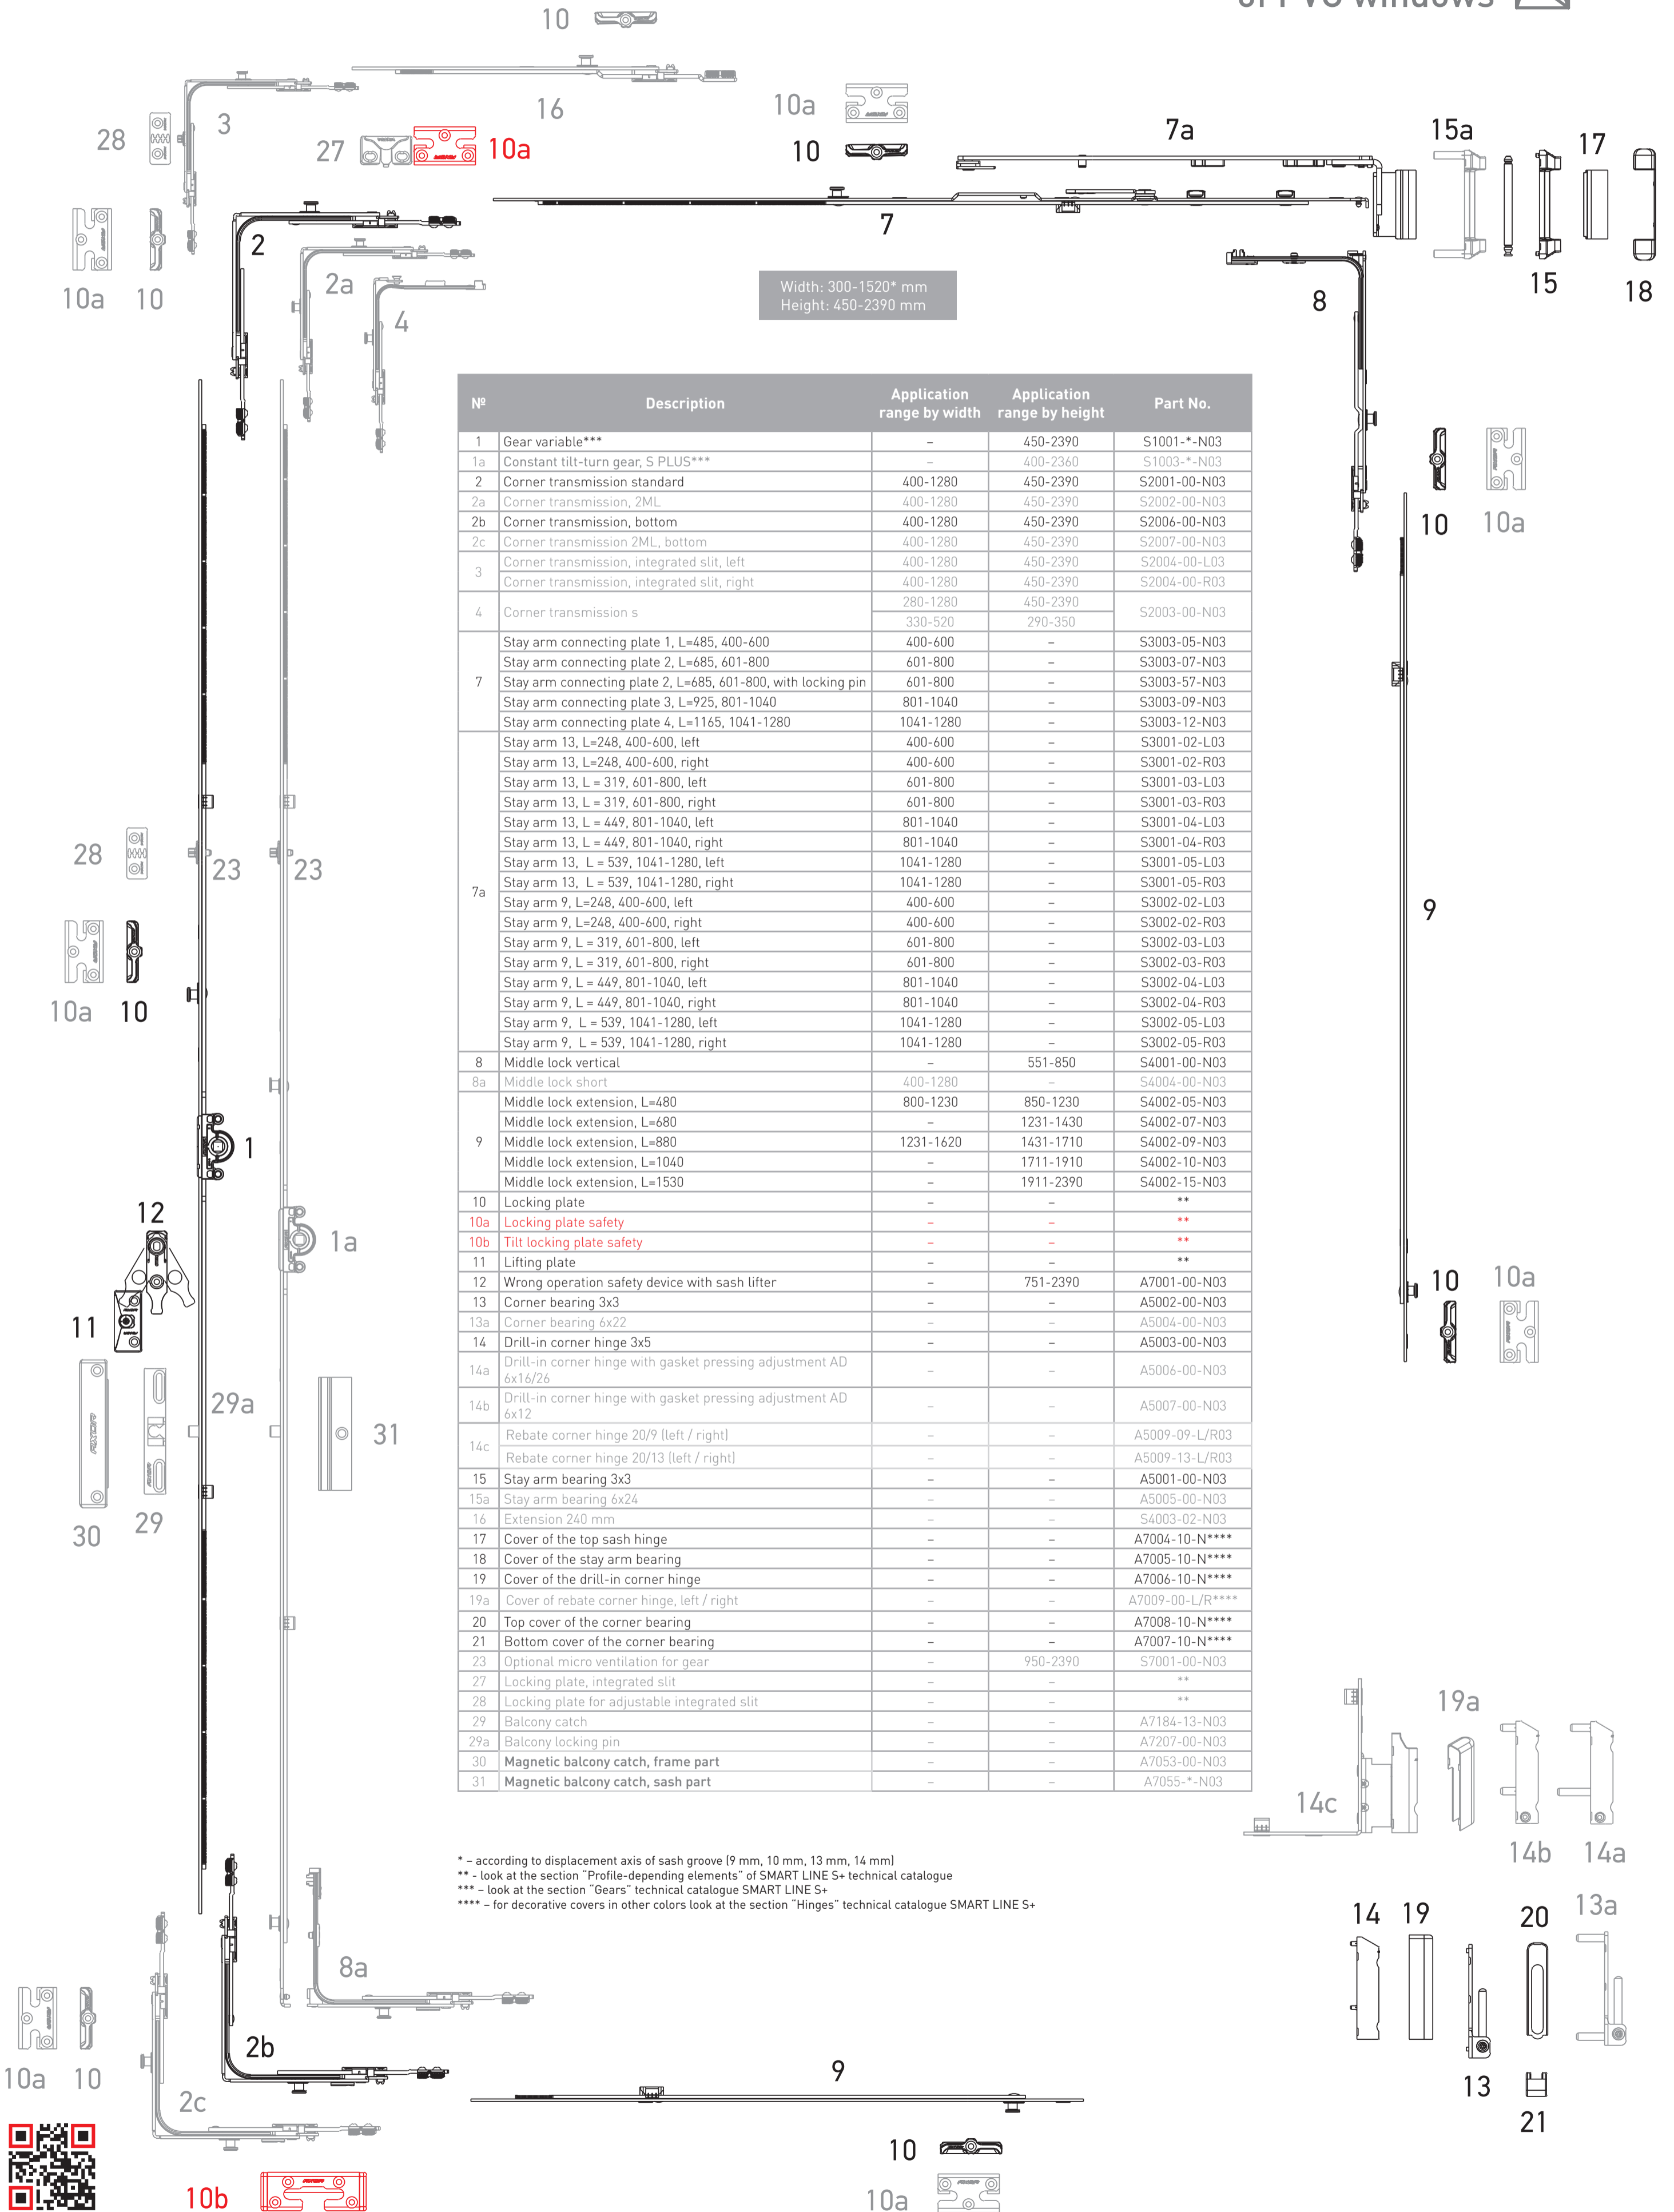 of PVC windows
10
3
16
10a
28
27
10a
10
7a
15a
17
2
7
10a
10
2a
4
Width: 300-1520* mm
Height: 450-2390 mm
8
15
18
№ Description Application range by width Application range by height Part No.
1 Gear variable*** – 450-2390 S1001-*-N03
1a Constant tilt-turn gear, S PLUS*** – 400-2360 S1003-*-N03
2 Corner transmission standard 400-1280 450-2390 S2001-00-N03
2a Corner transmission, 2ML 400-1280 450-2390 S2002-00-N03
2b Corner transmission, bottom 400-1280 450-2390 S2006-00-N03
2c Corner transmission 2ML, bottom 400-1280 450-2390 S2007-00-N03
3 Corner transmission, integrated slit, left 400-1280 450-2390 S2004-00-L03
Corner transmission, integrated slit, right 400-1280 450-2390 S2004-00-R03
4 Corner transmission s 280-1280 450-2390 S2003-00-N03
330-520 290-350
7 Stay arm connecting plate 1, L=485, 400-600 400-600 – S3003-05-N03
Stay arm connecting plate 2, L=685, 601-800 601-800 – S3003-07-N03
Stay arm connecting plate 2, L=685, 601-800, with locking pin 601-800 – S3003-57-N03
Stay arm connecting plate 3, L=925, 801-1040 801-1040 – S3003-09-N03
Stay arm connecting plate 4, L=1165, 1041-1280 1041-1280 – S3003-12-N03
7a Stay arm 13, L=248, 400-600, left 400-600 – S3001-02-L03
Stay arm 13, L=248, 400-600, right 400-600 – S3001-02-R03
Stay arm 13, L = 319, 601-800, left 601-800 – S3001-03-L03
Stay arm 13, L = 319, 601-800, right 601-800 – S3001-03-R03
Stay arm 13, L = 449, 801-1040, left 801-1040 – S3001-04-L03
Stay arm 13, L = 449, 801-1040, right 801-1040 – S3001-04-R03
Stay arm 13, L = 539, 1041-1280, left 1041-1280 – S3001-05-L03
Stay arm 13, L = 539, 1041-1280, right 1041-1280 – S3001-05-R03
Stay arm 9, L=248, 400-600, left 400-600 – S3002-02-L03
Stay arm 9, L=248, 400-600, right 400-600 – S3002-02-R03
Stay arm 9, L = 319, 601-800, left 601-800 – S3002-03-L03
Stay arm 9, L = 319, 601-800, right 601-800 – S3002-03-R03
Stay arm 9, L = 449, 801-1040, left 801-1040 – S3002-04-L03
Stay arm 9, L = 449, 801-1040, right 801-1040 – S3002-04-R03
Stay arm 9, L = 539, 1041-1280, left 1041-1280 – S3002-05-L03
Stay arm 9, L = 539, 1041-1280, right 1041-1280 – S3002-05-R03
8 Middle lock vertical – 551-850 S4001-00-N03
8a Middle lock short 400-1280 – S4004-00-N03
9 Middle lock extension, L=480 800-1230 850-1230 S4002-05-N03
Middle lock extension, L=680 – 1231-1430 S4002-07-N03
Middle lock extension, L=880 1231-1620 1431-1710 S4002-09-N03
Middle lock extension, L=1040 – 1711-1910 S4002-10-N03
Middle lock extension, L=1530 – 1911-2390 S4002-15-N03
10 Locking plate – – **
10a Locking plate safety – – **
10b Tilt locking plate safety – – **
11 Lifting plate – – **
12 Wrong operation safety device with sash lifter – 751-2390 A7001-00-N03
13 Corner bearing 3x3 – – A5002-00-N03
13a Corner bearing 6x22 – – A5004-00-N03
14 Drill-in corner hinge 3x5 – – A5003-00-N03
14a Drill-in corner hinge with gasket pressing adjustment AD 6x16/26 – – A5006-00-N03
14b Drill-in corner hinge with gasket pressing adjustment AD 6x12 – – A5007-00-N03
14c Rebate corner hinge 20/9 (left / right) – – A5009-09-L/R03
Rebate corner hinge 20/13 (left / right) – – A5009-13-L/R03
15 Stay arm bearing 3x3 – – A5001-00-N03
15a Stay arm bearing 6x24 – – A5005-00-N03
16 Extension 240 mm – – S4003-02-N03
17 Cover of the top sash hinge – – A7004-10-N****
18 Cover of the stay arm bearing – – A7005-10-N****
19 Cover of the drill-in corner hinge – – A7006-10-N****
19a Cover of rebate corner hinge, left / right – – A7009-00-L/R****
20 Top cover of the corner bearing – – A7008-10-N****
21 Bottom cover of the corner bearing – – A7007-10-N****
23 Optional micro ventilation for gear – 950-2390 S7001-00-N03
27 Locking plate, integrated slit – – **
28 Locking plate for adjustable integrated slit – – **
29 Balcony catch – – A7184-13-N03
29a Balcony locking pin – – A7207-00-N03
30 Magnetic balcony catch, frame part – – A7053-00-N03
31 Magnetic balcony catch, sash part – – A7055-*-N03
10
10a
28
23
23
9
10a
10
1
12
1a
11
10
10a
29a
31
30
29
19a
14c
14b
14a
* – according to displacement axis of sash groove (9 mm, 10 mm, 13 mm, 14 mm)
** - look at the section “Profile-depending elements” of SMART LINE S+ technical catalogue
*** – look at the section “Gears” technical catalogue SMART LINE S+
**** – for decorative covers in other colors look at the section “Hinges” technical catalogue SMART LINE S+
14
19
20
13a
8a
2b
10a
10
2c
9
13
21
10
10b
10a